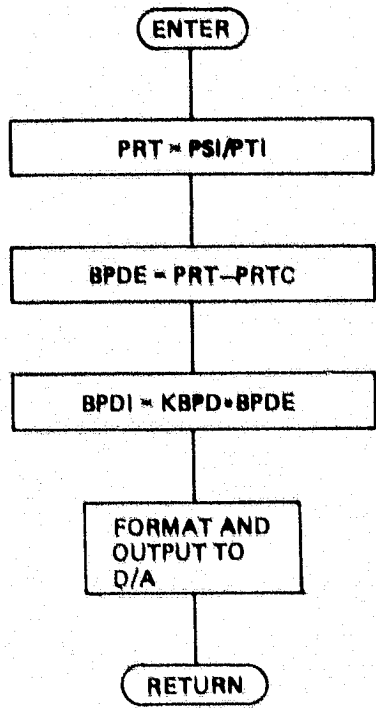 ENTER
PRT = PSI/PTI
BPDE = PRT-PRTC
BPDI = KBPD*BPDE
FORMAT AND
OUTPUT TO
D/A
RETURN